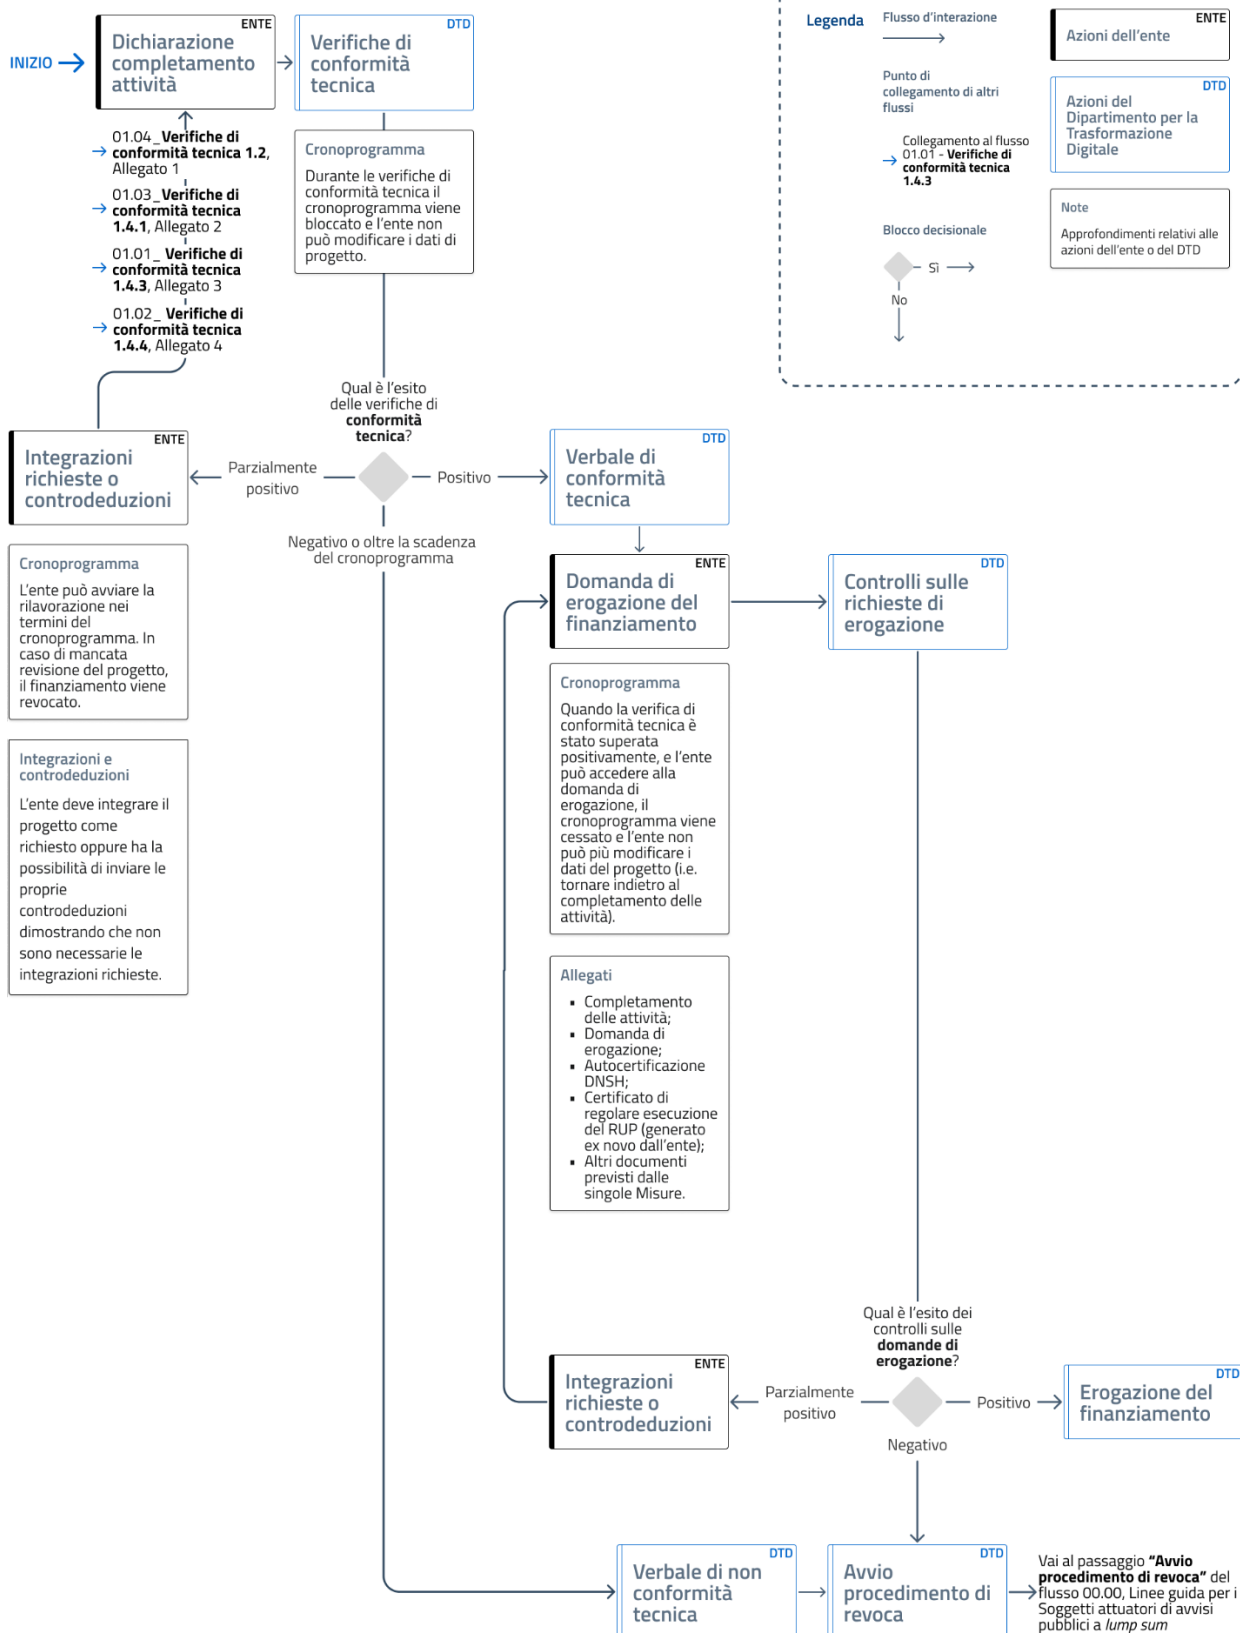 INIZIO
ENTE
Dichiarazione
completamento
attività
DTD
Verifiche di
conformità
tecnica
01.04_Verifiche di
conformità tecnica 1.2,
Allegato 1
01.03_Verifiche di
conformità tecnica
1.4.1, Allegato 2
01.01_ Verifiche di
conformità tecnica
1.4.3, Allegato 3
01.02_ Verifiche di
conformità tecnica
1.4.4, Allegato 4
Cronoprogramma
Durante le verifiche di
conformità tecnica il
cronoprogramma viene
bloccato e l'ente non
può modificare i dati di
progetto.
Legenda
Flusso d'interazione
Punto di
collegamento di altri
flussi
Collegamento al flusso
01.01 - Verifiche di
conformità tecnica
1.4.3
Blocco decisionale
Sì
No
ENTE
Azioni dell'ente
DTD
Azioni del
Dipartimento per la
Trasformazione
Digitale
Note
Approfondimenti relativi alle
azioni dell'ente o del DTD
Qual è l'esito
delle verifiche di
conformità
tecnica?
ENTE
Integrazioni
richieste o
controdeduzioni
Parzialmente
positivo
Positivo
DTD
Verbale di
conformità
tecnica
Negativo o oltre la scadenza
del cronoprogramma
Cronoprogramma
L'ente può avviare la
rilavorazione nei
termini del
cronoprogramma. In
caso di mancata
revisione del progetto,
il finanziamento viene
revocato.
Integrazioni e
controdeduzioni
L'ente deve integrare il
progetto come
richiesto oppure ha la
possibilità di inviare le
proprie
controdeduzioni
dimostrando che non
sono necessarie le
integrazioni richieste.
ENTE
Domanda di
erogazione del
finanziamento
DTD
Controlli sulle
richieste di
erogazione
Cronoprogramma
Quando la verifica di
conformità tecnica è
stato superata
positivamente, e l'ente
può accedere alla
domanda di
erogazione, il
cronoprogramma viene
cessato e l'ente non
può più modificare i
dati del progetto (i.e.
tornare indietro al
completamento delle
attività).
Allegati
▪ Completamento
delle attività;
▪ Domanda di
erogazione;
▪ Autocertificazione
DNSH;
▪ Certificato di
regolare esecuzione
del RUP (generato
ex novo dall'ente);
▪ Altri documenti
previsti dalle
singole Misure.
Qual è l'esito dei
controlli sulle
domande di
erogazione?
ENTE
Integrazioni
richieste o
controdeduzioni
Parzialmente
positivo
Positivo
DTD
Erogazione del
finanziamento
Negativo
DTD
Verbale di non
conformità
tecnica
DTD
Avvio
procedimento di
revoca
Vai al passaggio "Avvio
procedimento di revoca" del
flusso 00.00, Linee guida per i
Soggetti attuatori di avvisi
pubblici a lump sum